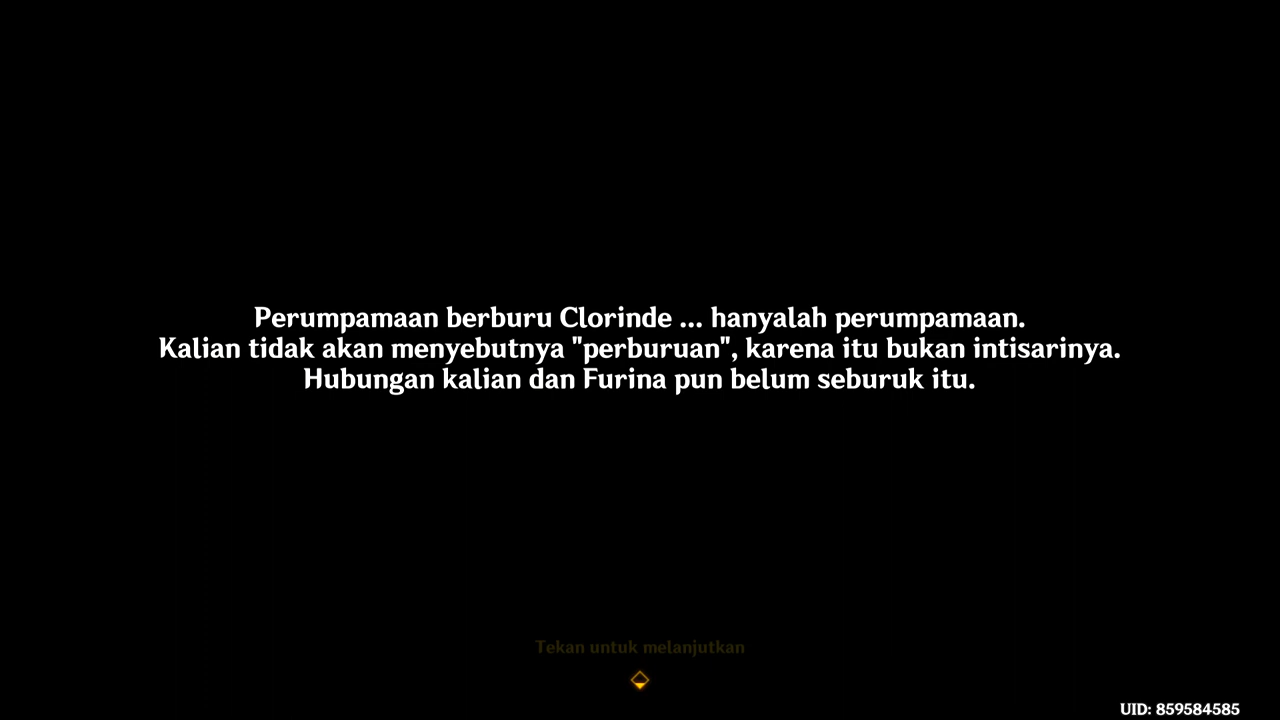 Perumpamaan berburu Clorinde ... hanyalah perumpamaan.
Kalian tidak akan menyebutnya "perburuan", karena itu bukan intisarinya.
Hubungan kalian dan Furina pun belum seburuk itu.
Tekan untuk melanjutkan
UID: 859584585